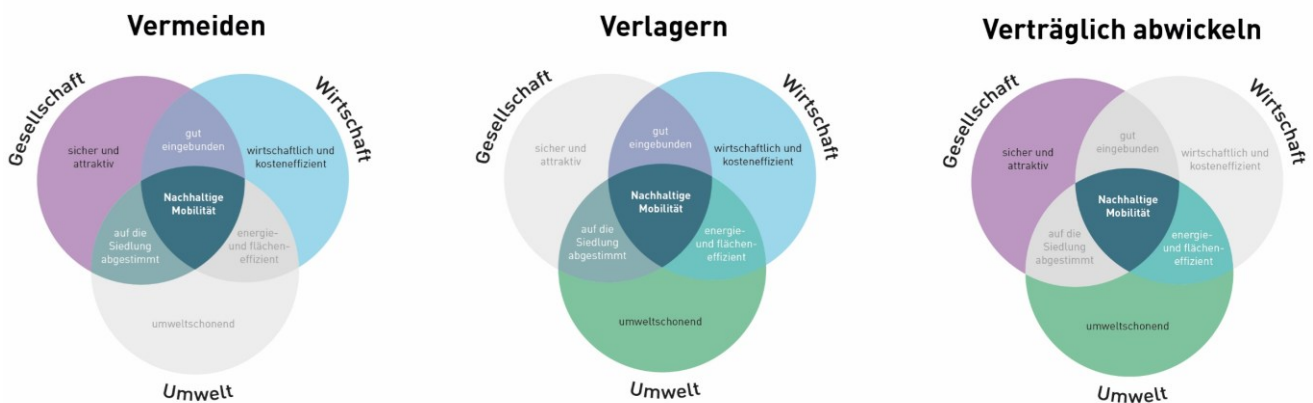 Vermeiden
Gesellschaft
Wirtschaft
sicher und
attraktiv
gut
eingebunden
wirtschaftlich und
kosteneffizient
Nachhaltige
Mobilität
auf die
Siedlung
abgestimmt
energie-
und flächen-
effizient
umweltschonend
Umwelt
Verlagern
Gesellschaft
Wirtschaft
sicher und
attraktiv
gut
eingebunden
wirtschaftlich und
kosteneffizient
Nachhaltige
Mobilität
auf die
Siedlung
abgestimmt
energie-
und flächen-
effizient
umweltschonend
Umwelt
Verträglich abwickeln
Gesellschaft
Wirtschaft
sicher und
attraktiv
gut
eingebunden
wirtschaftlich und
kosteneffizient
Nachhaltige
Mobilität
auf die
Siedlung
abgestimmt
energie-
und flächen-
effizient
umweltschonend
Umwelt